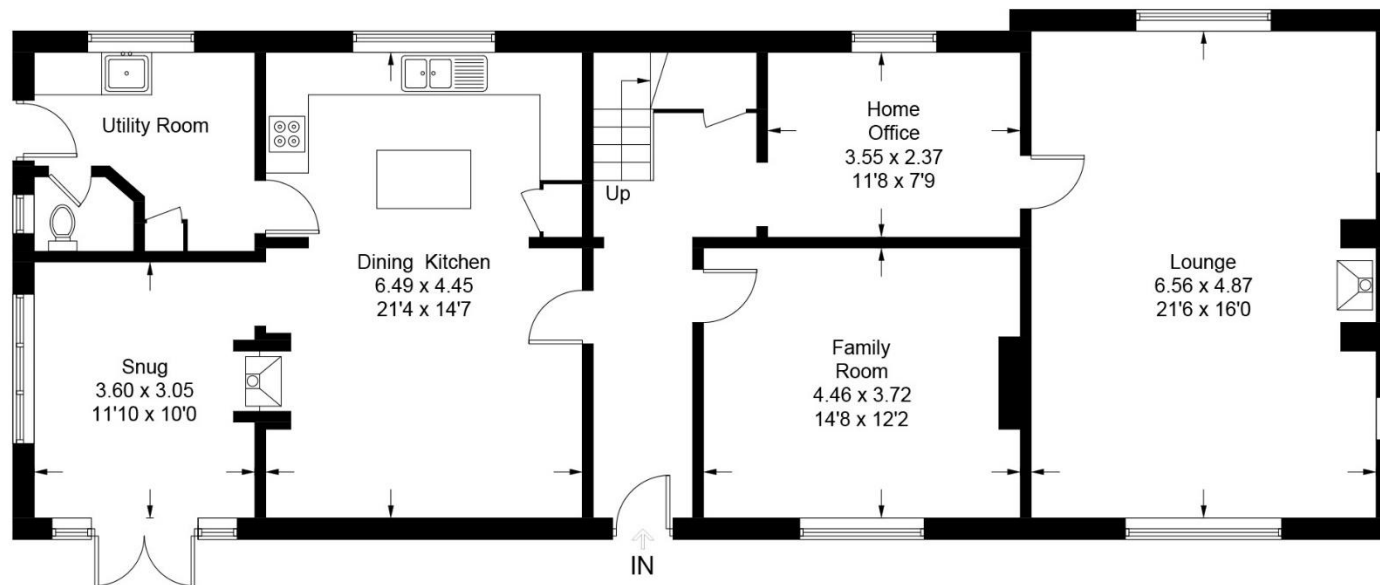 Utility Room
Up
Home
Office
3.55 x 2.37
11'8 x 7'9
Dining Kitchen
6.49 x 4.45
21'4 x 14'7
Lounge
6.56 x 4.87
21'6 x 16'0
Snug
3.60 x 3.05
11'10 x 10'0
Family
Room
4.46 x 3.72
14'8 x 12'2
IN